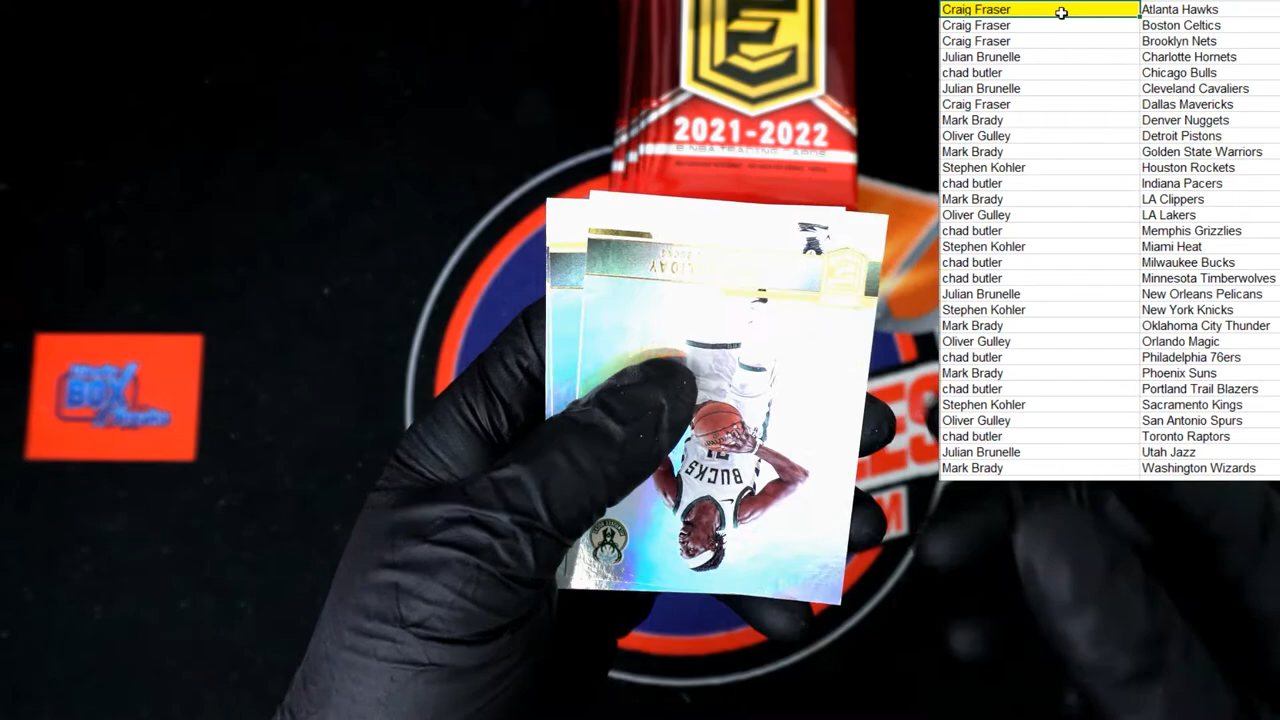 Craig Fraser Atlanta Hawks
Craig Fraser Boston Celtics
Craig Fraser Brooklyn Nets
Julian Brunelle Charlotte Hornets
chad butler Chicago Bulls
Julian Brunelle Cleveland Cavaliers
Craig Fraser Dallas Mavericks
Mark Brady Denver Nuggets
Oliver Gulley Detroit Pistons
Mark Brady Golden State Warriors
Stephen Kohler Houston Rockets
chad butler Indiana Pacers
Mark Brady LA Clippers
Oliver Gulley LA Lakers
chad butler Memphis Grizzlies
Stephen Kohler Miami Heat
chad butler Milwaukee Bucks
chad butler Minnesota Timberwolves
Julian Brunelle New Orleans Pelicans
Stephen Kohler New York Knicks
Mark Brady Oklahoma City Thunder
Oliver Gulley Orlando Magic
chad butler Philadelphia 76ers
Mark Brady Phoenix Suns
chad butler Portland Trail Blazers
Stephen Kohler Sacramento Kings
Oliver Gulley San Antonio Spurs
chad butler Toronto Raptors
Julian Brunelle Utah Jazz
Mark Brady Washington Wizards
E
2021-2022
NBA TRADING CARDS
BUCKS
BOX